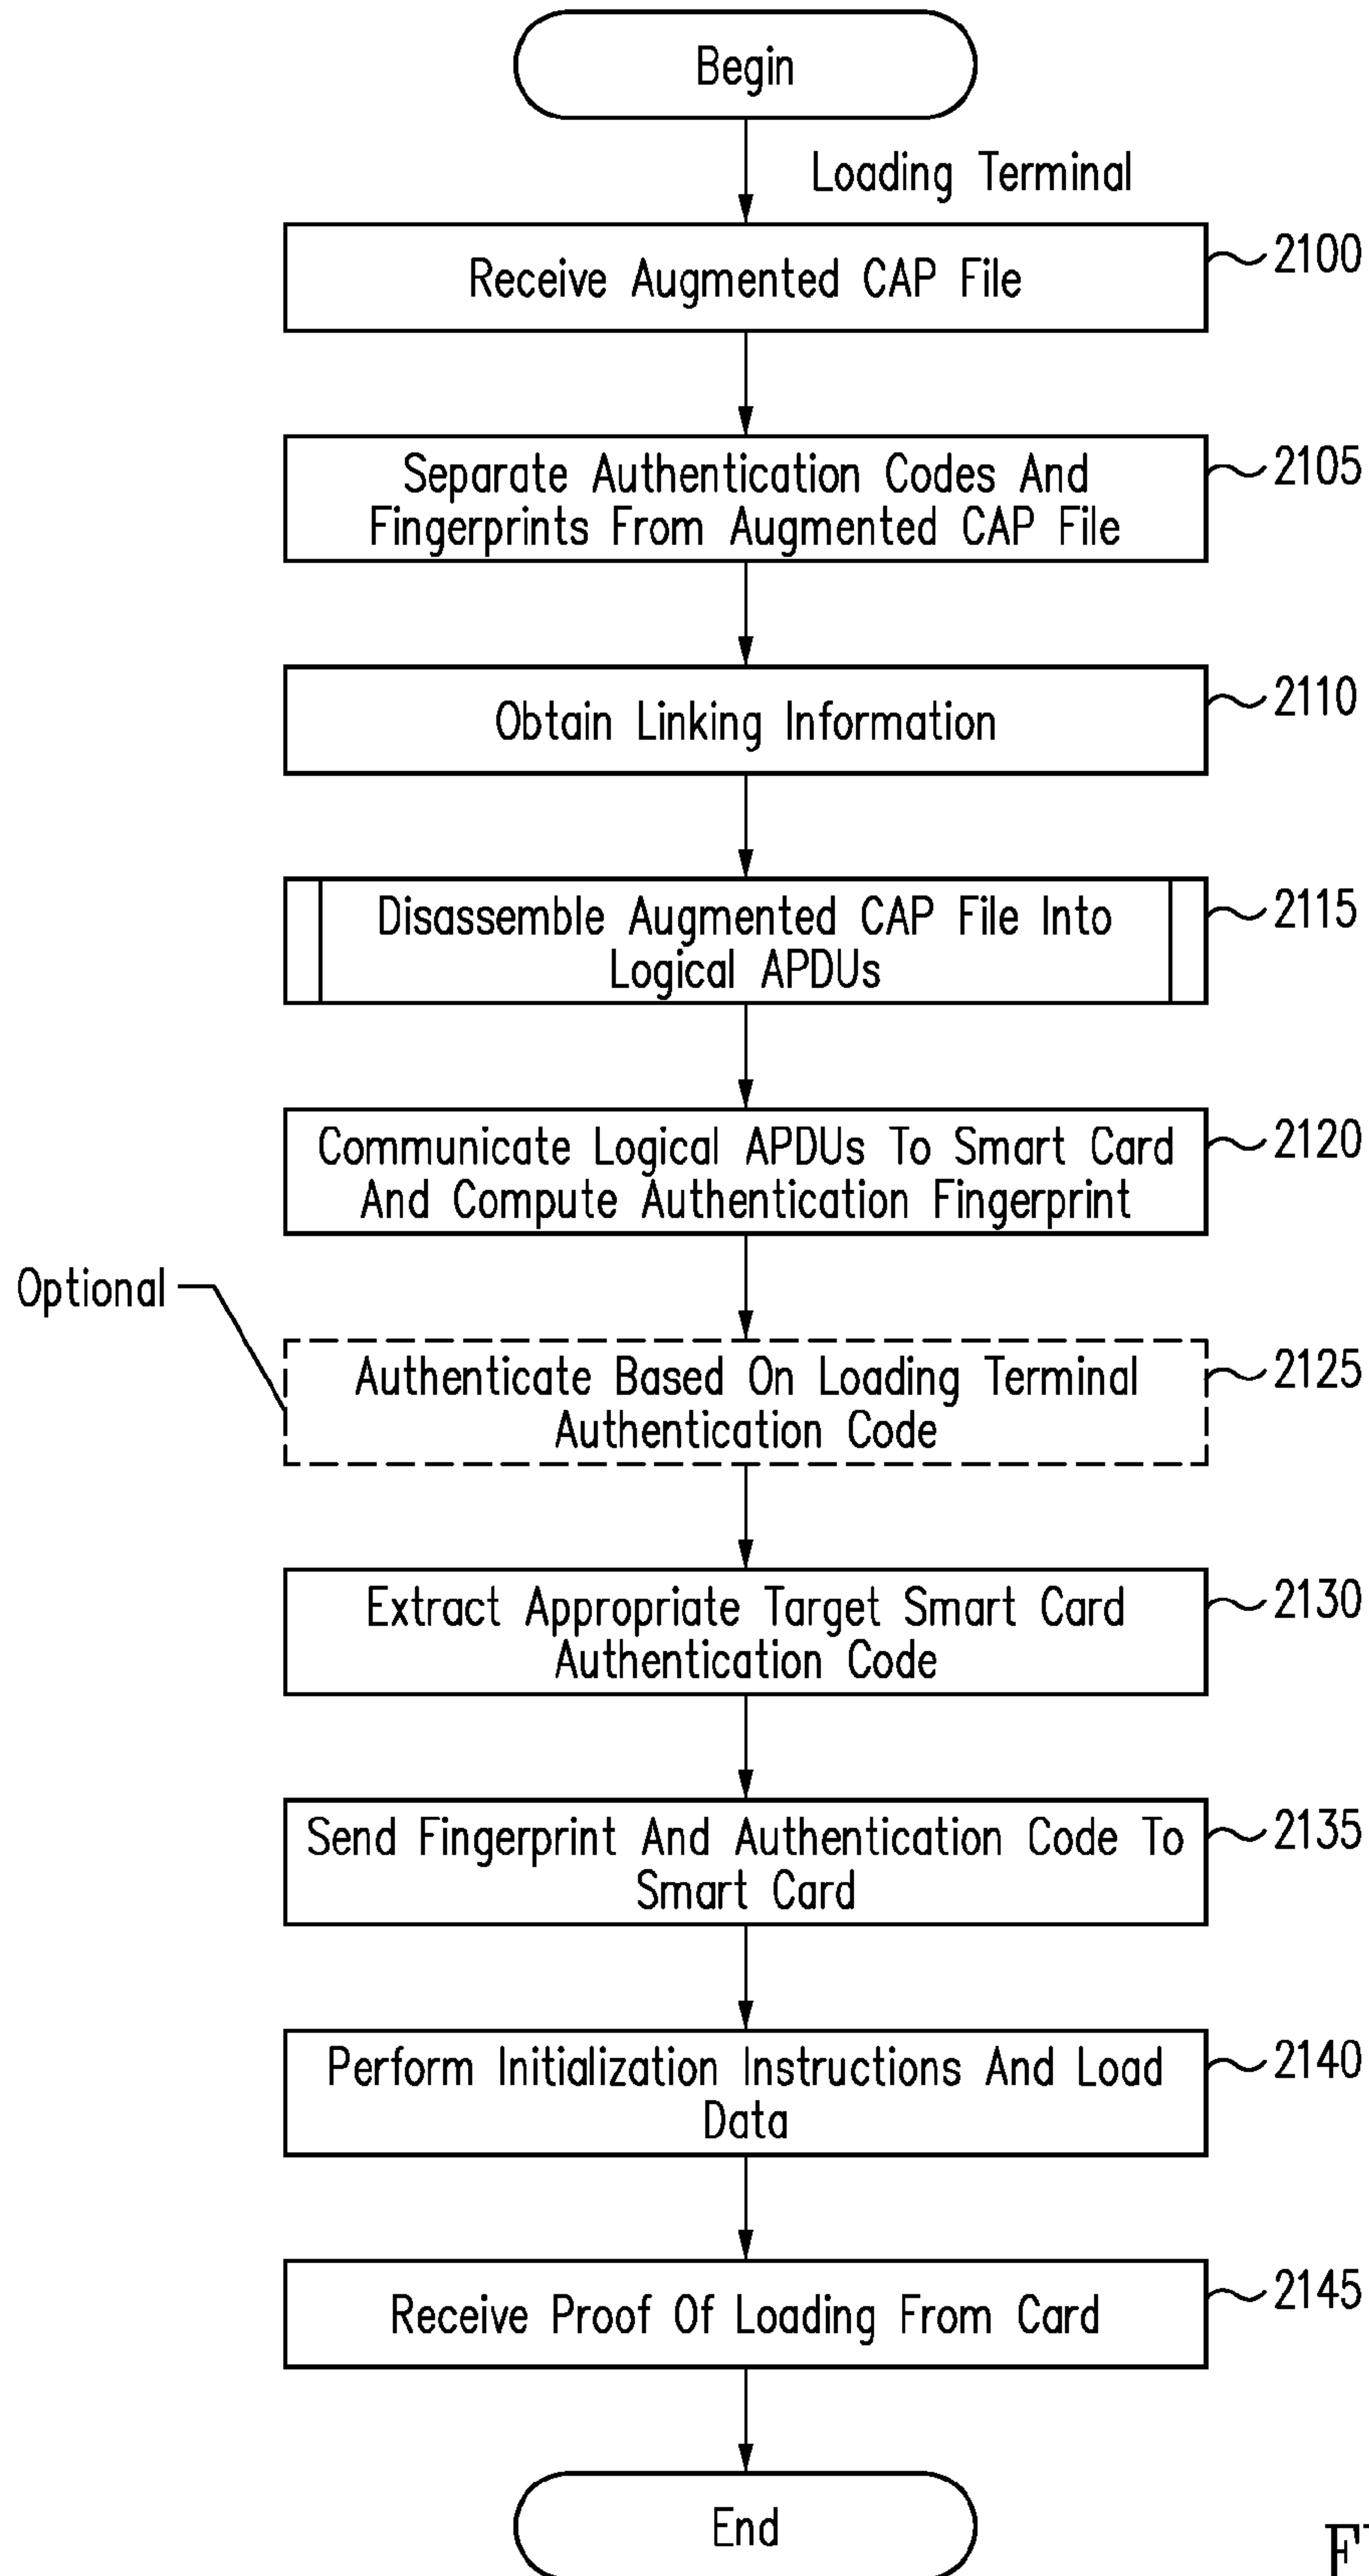 Begin
Loading Terminal
Receive Augmented CAP File
2100
Separate Authentication Codes And
Fingerprints From Augmented CAP File
2105
Obtain Linking Information
2110
Disassemble Augmented CAP File Into
Logical APDUs
2115
Communicate Logical APDUs To Smart Card
And Compute Authentication Fingerprint
2120
Optional
Authenticate Based On Loading Terminal
Authentication Code
2125
Extract Appropriate Target Smart Card
Authentication Code
2130
Send Fingerprint And Authentication Code To
Smart Card
2135
Perform Initialization Instructions And Load
Data
2140
Receive Proof Of Loading From Card
2145
End